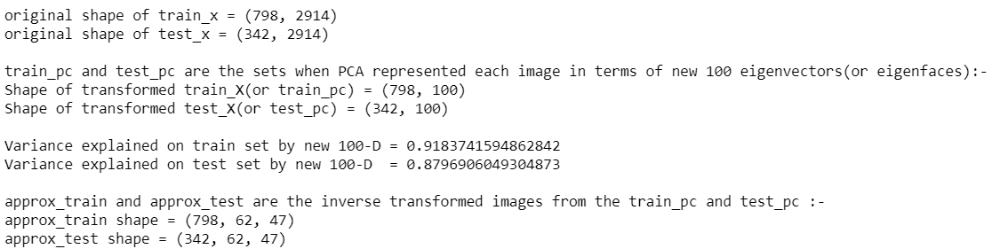 original shape of train_x = (798, 2914)
original shape of test_x = (342, 2914)
train_pc and test_pc are the sets when PCA represented each image in terms of new 100 eigenvectors(or eigenfaces):-
Shape of transformed train_X(or train_pc) = (798, 100)
Shape of transformed test_X(or test_pc) = (342, 100)
Variance explained on train set by new 100-D = 0.9183741594862842
Variance explained on test set by new 100-D  = 0.8796906049304873
approx_train and approx_test are the inverse transformed images from the train_pc and test_pc :-
approx_train shape = (798, 62, 47)
approx_test shape = (342, 62, 47)